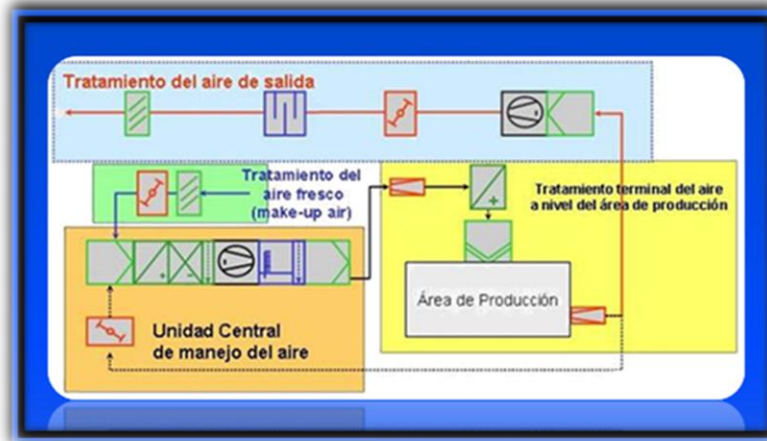 Tratamiento del aire de salida
Tratamiento del
aire fresco
(make-up air)
Tratamiento terminal del aire
a nivel del área de producción
Área de Producción
Unidad Central
de manejo del aire